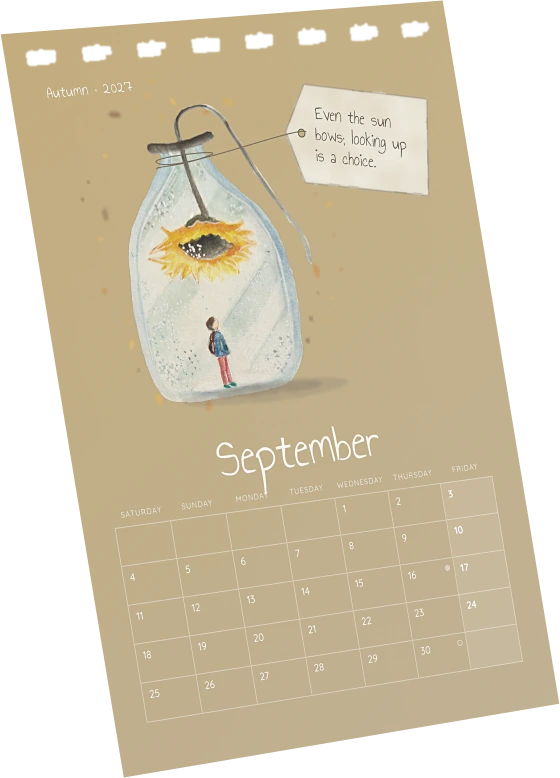 Autumn · 2027
Even the sun
bows; looking up
is a choice.
September
SATURDAY SUNDAY MONDAY TUESDAY WEDNESDAY THURSDAY FRIDAY
1 2 3
4 5 6 7 8 9 10
11 12 13 14 15 16 17
18 19 20 21 22 23 24
25 26 27 28 29 30